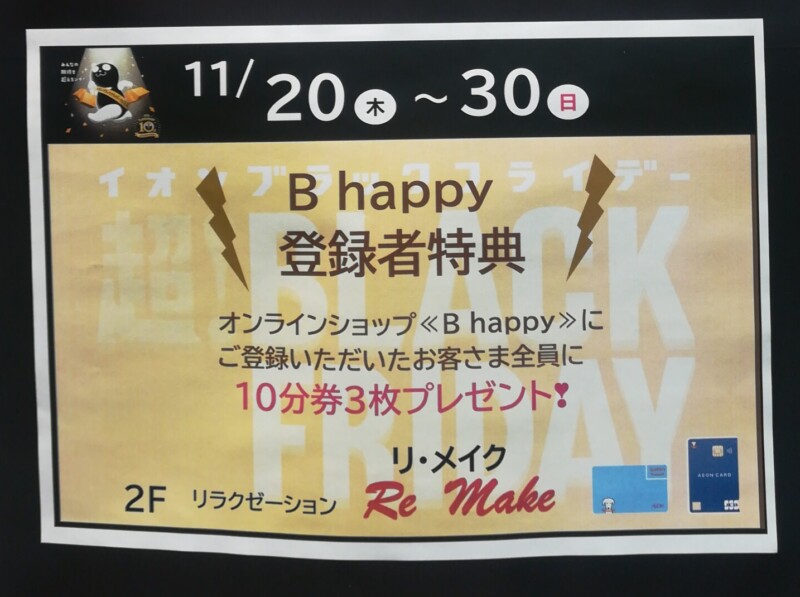 11/20(木)~30(日)
イオンブラックフライデー
超 BLACK FRIDAY
B happy
登録者特典
オンラインショップ≪B happy≫に
ご登録いただいたお客さま全員に
10分券3枚プレゼント❣
リ・メイク
2F リラクゼーション Re Make
AEON CARD
JCB